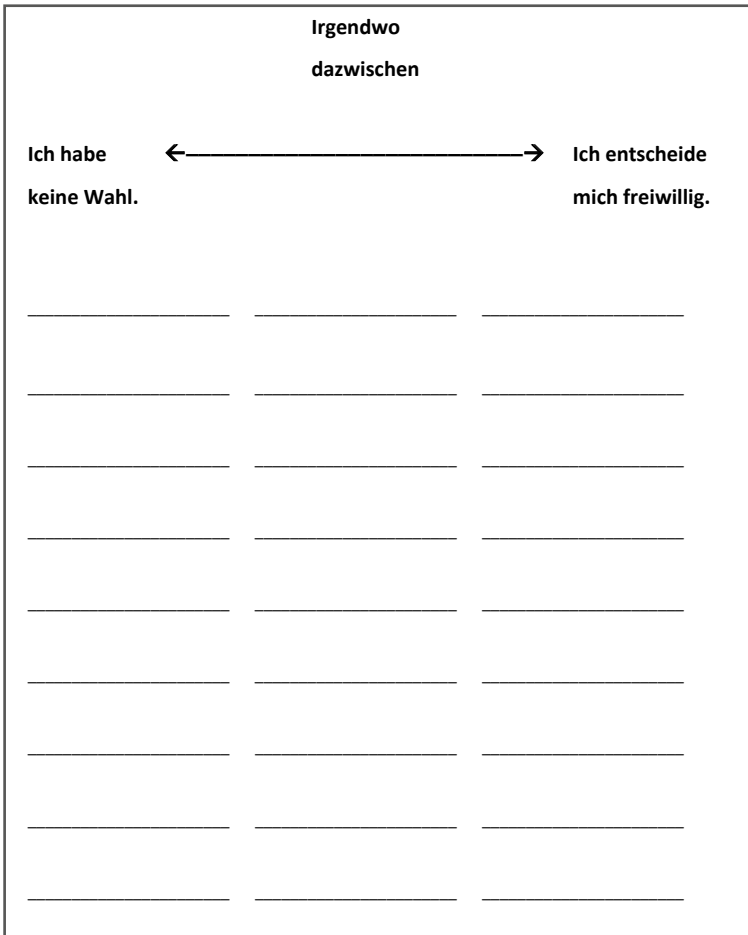 Irgendwo
dazwischen
Ich habe ←→ Ich entscheide
keine Wahl. mich freiwillig.